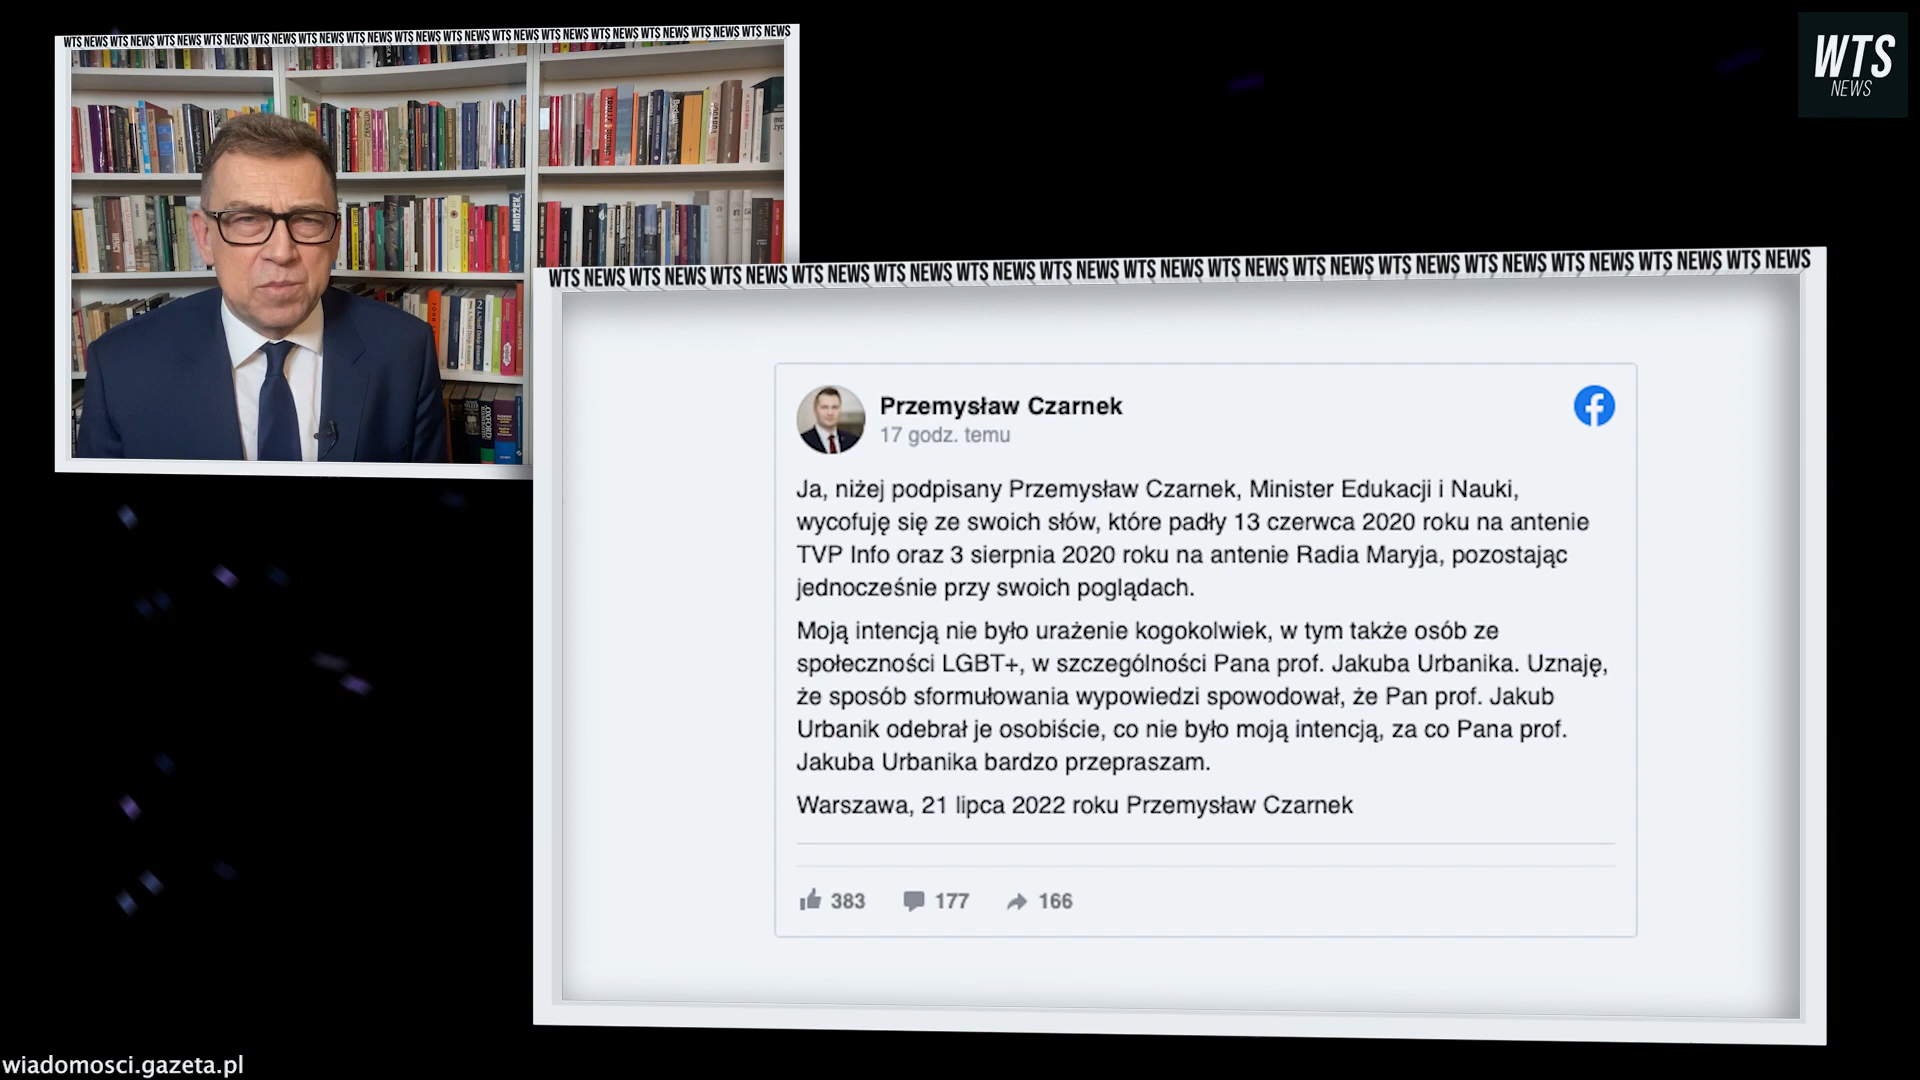 WTS NEWS WTS NEWS WTS NEWS WTS NEWS WTS NEWS WTS NEWS WTS NEWS WTS NEWS WTS NEWS WTS NEWS WTS NEWS WTS NEWS WTS NEWS WTS NEWS WTS NEWS
WTS
NEWS
MROŻEK
OXFORD
WTS NEWS WTS NEWS WTS NEWS WTS NEWS WTS NEWS WTS NEWS WTS NEWS WTS NEWS WTS NEWS WTS NEWS WTS NEWS WTS NEWS WTS NEWS WTS NEWS WTS NEWS
Przemysław Czarnek
17 godz. temu
Ja, niżej podpisany Przemysław Czarnek, Minister Edukacji i Nauki,
wycofuję się ze swoich słów, które padły 13 czerwca 2020 roku na antenie
TVP Info oraz 3 sierpnia 2020 roku na antenie Radia Maryja, pozostając
jednocześnie przy swoich poglądach.
Moją intencją nie było urażenie kogokolwiek, w tym także osób ze
społeczności LGBT+, w szczególności Pana prof. Jakuba Urbanika. Uznaję,
że sposób sformułowania wypowiedzi spowodował, że Pan prof. Jakub
Urbanik odebrał je osobiście, co nie było moją intencją, za co Pana prof.
Jakuba Urbanika bardzo przepraszam.
Warszawa, 21 lipca 2022 roku Przemysław Czarnek
383 177 166
wiadomosci.gazeta.pl